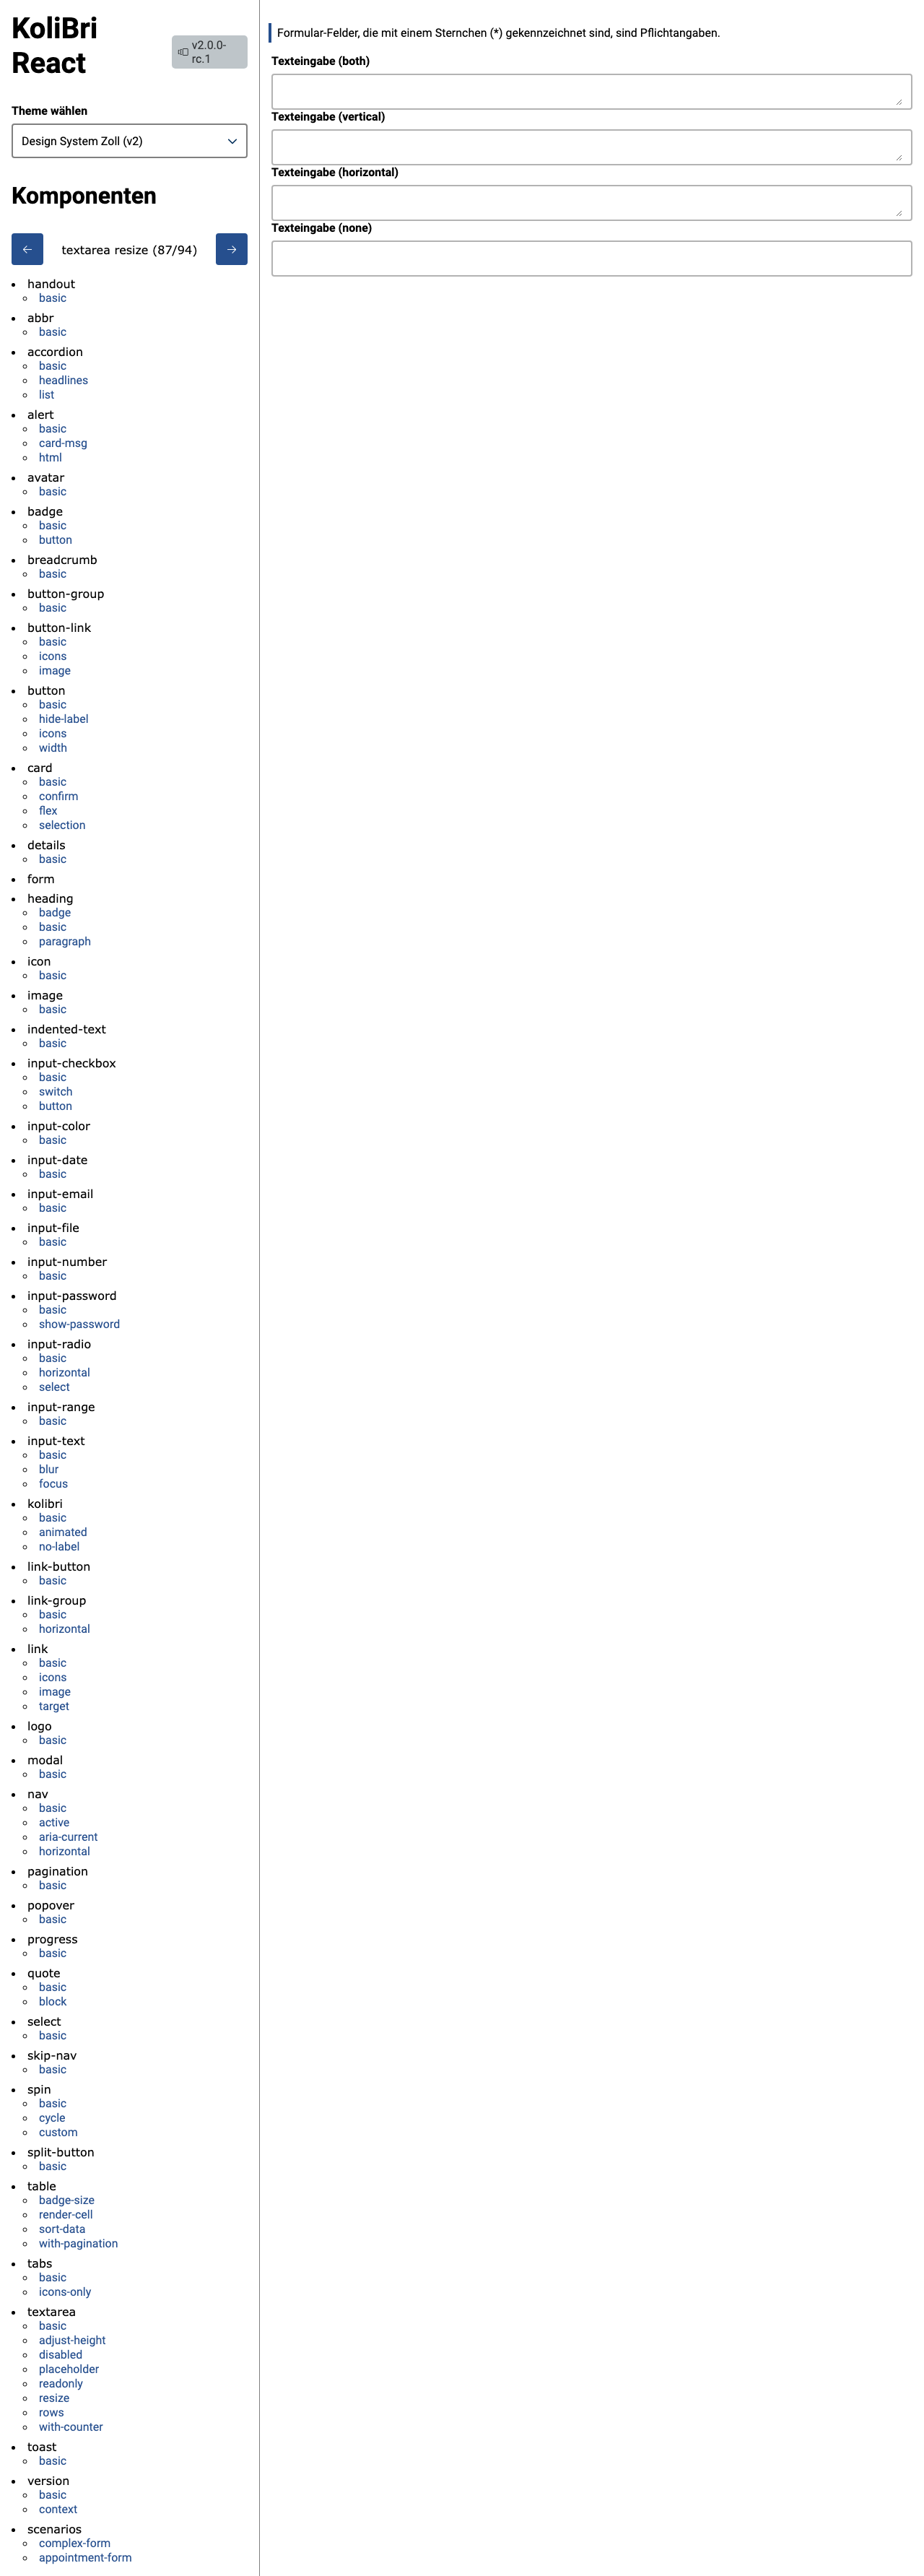 KoliBri
React
v2.0.0-
rc.1
Theme wählen
Design System Zoll (v2)
Komponenten
textarea resize (87/94)
handout
basic
abbr
basic
accordion
basic
headlines
list
alert
basic
card-msg
html
avatar
basic
badge
basic
button
breadcrumb
basic
button-group
basic
button-link
basic
icons
image
button
basic
hide-label
icons
width
card
basic
confirm
flex
selection
details
basic
form
heading
badge
basic
paragraph
icon
basic
image
basic
indented-text
basic
input-checkbox
basic
switch
button
input-color
basic
input-date
basic
input-email
basic
input-file
basic
input-number
basic
input-password
basic
show-password
input-radio
basic
horizontal
select
input-range
basic
input-text
basic
blur
focus
kolibri
basic
animated
no-label
link-button
basic
link-group
basic
horizontal
link
basic
icons
image
target
logo
basic
modal
basic
nav
basic
active
aria-current
horizontal
pagination
basic
popover
basic
progress
basic
quote
basic
block
select
basic
skip-nav
basic
spin
basic
cycle
custom
split-button
basic
table
badge-size
render-cell
sort-data
with-pagination
tabs
basic
icons-only
textarea
basic
adjust-height
disabled
placeholder
readonly
resize
rows
with-counter
toast
basic
version
basic
context
scenarios
complex-form
appointment-form
Formular-Felder, die mit einem Sternchen (*) gekennzeichnet sind, sind Pflichtangaben.
Texteingabe (both)
Texteingabe (vertical)
Texteingabe (horizontal)
Texteingabe (none)